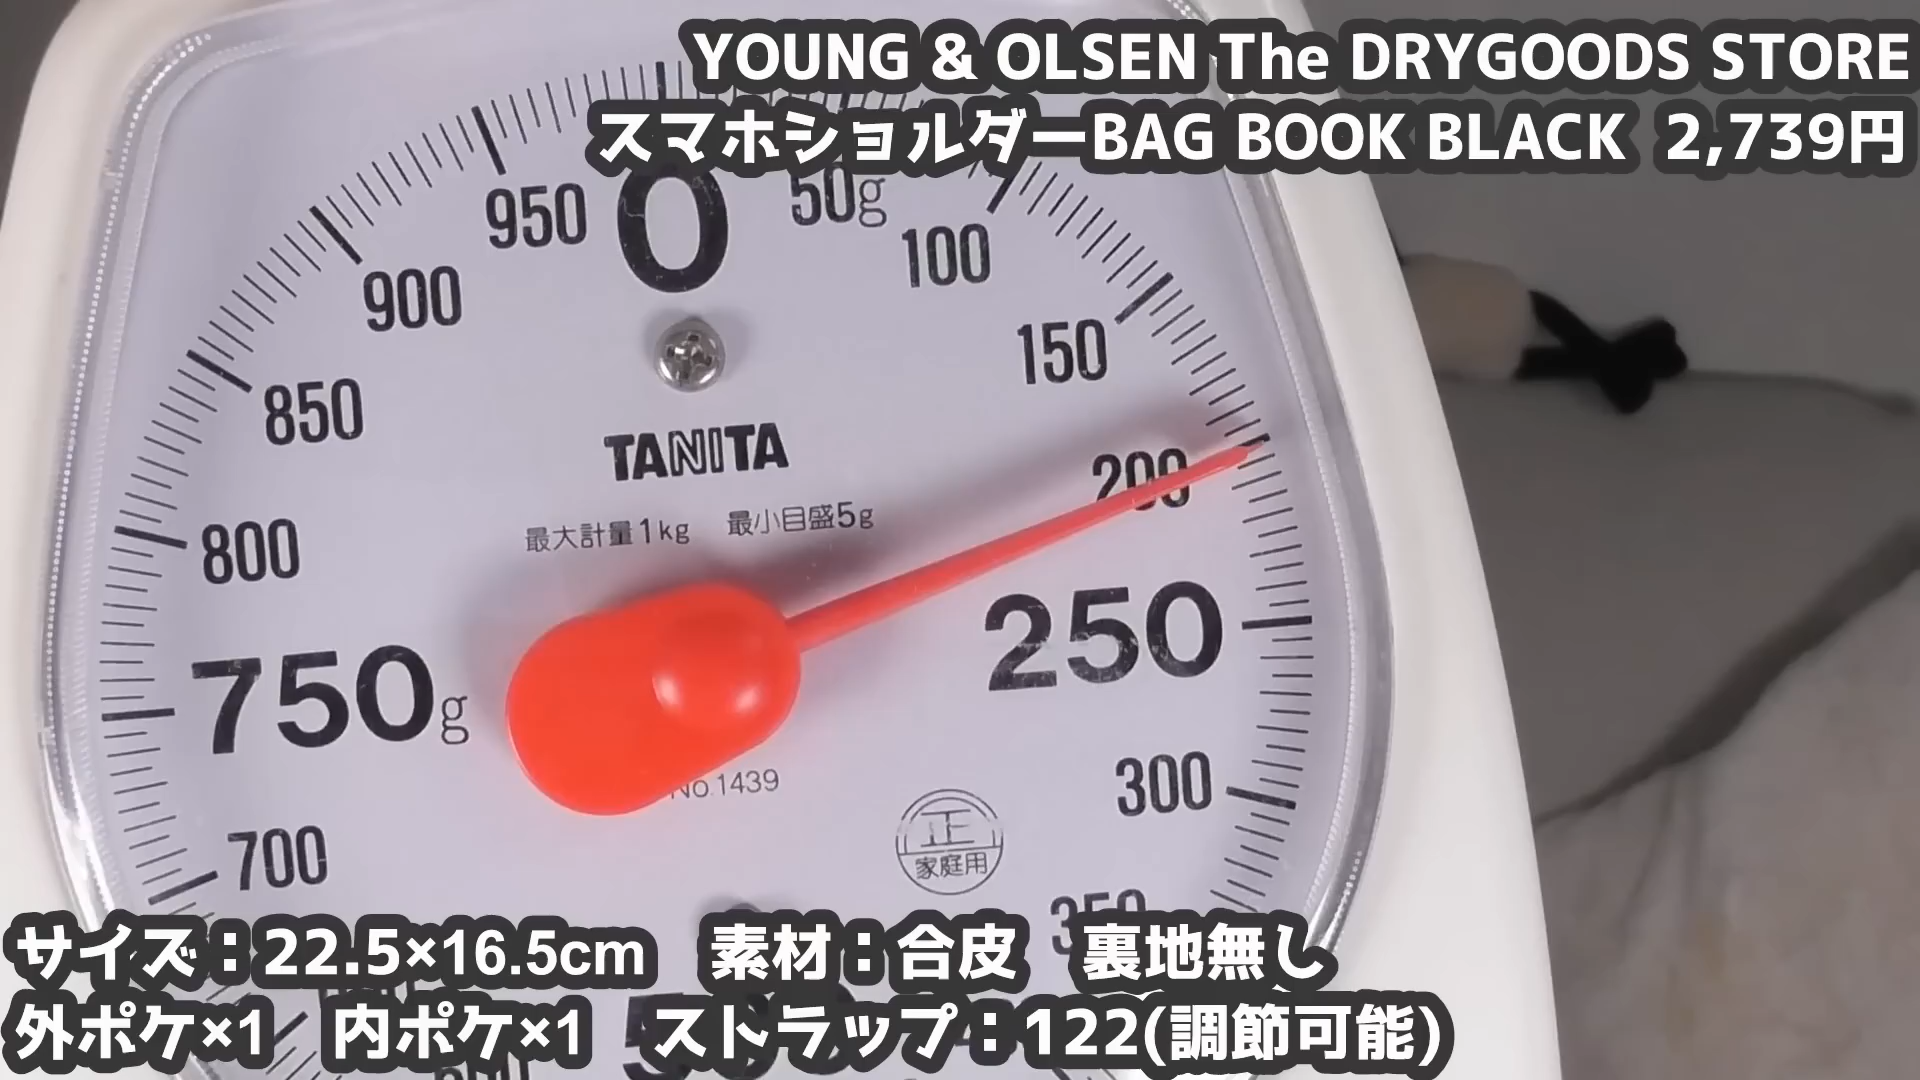 YOUNG & OLSEN The DRYGOODS STORE
スマホショルダーBAG BOOK BLACK 2,739円
0
50g
100
150
200
250
300
350
700
750g
800
850
900
950
TANITA
最大計量1kg 最小目盛5g
No.1439
正
家庭用
サイズ：22.5×16.5cm 素材：合皮 裏地無し
外ポケ×1 内ポケ×1 ストラップ：122(調節可能)